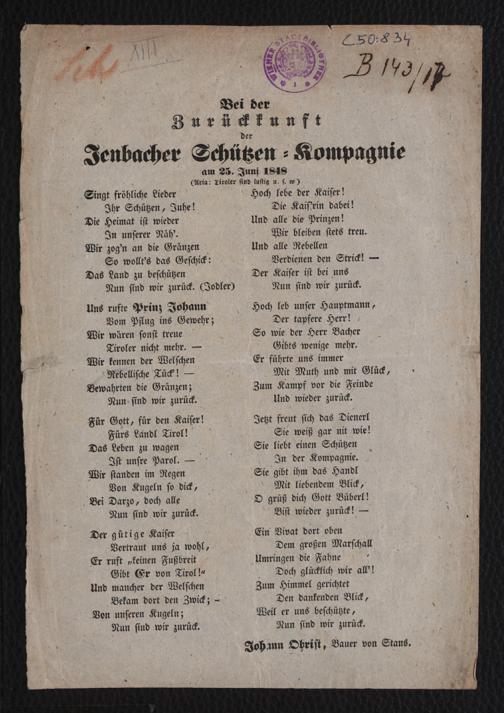 XIII
C50:834
B 143/17
WIENER STADTBIBLIOTHEK
1
Bei der
Zurückkunft
der
Jenbacher Schützen-Kompagnie
am 25. Juni 1848
(Aria: Tiroler sind lustig u. s. w)
Singt fröhliche Lieder
Ihr Schützen, Juhe!
Die Heimat ist wieder
In unserer Näh'.
Wir zog'n an die Gränzen
So wollt's das Geschick:
Das Land zu beschützen
Nun sind wir zurück. (Jodler)
Uns rufte Prinz Johann
Vom Pflug ins Gewehr;
Wir wären sonst treue
Tiroler nicht mehr. —
Wir kennen der Welschen
Rebellische Tück'! —
Bewahrten die Gränzen;
Nun sind wir zurück.
Für Gott, für den Kaiser!
Fürs Landl Tirol!
Das Leben zu wagen
Ist unsre Parol. —
Wir standen im Regen
Von Kugeln so dick,
Bei Darzo, doch alle
Nun sind wir zurück.
Der gütige Kaiser
Vertraut uns ja wohl,
Er ruft „keinen Fußbreit
Gibt Er von Tirol!"
Und mancher der Welschen
Bekam dort den Zwick; –
Von unseren Kugeln;
Nun sind wir zurück.
Hoch lebe der Kaiser!
Die Kais'rin dabei!
Und alle die Prinzen!
Wir bleiben stets treu.
Und alle Rebellen
Verdienen den Strick! —
Der Kaiser ist bei uns
Nun sind wir zurück.
Hoch leb unser Hauptmann,
Der tapfere Herr!
So wie der Herr Bacher
Gibts wenige mehr.
Er führte uns immer
Mit Muth und mit Glück,
Zum Kampf vor die Feinde
Und wieder zurück.
Jetzt freut sich das Dienerl
Sie weiß gar nit wie!
Sie liebt einen Schützen
In der Kompagnie.
Sie gibt ihm das Handl
Mit liebendem Blick,
O grüß dich Gott Büberl!
Bist wieder zurück! —
Ein Vivat dort oben
Dem großen Marschall
Umringen die Fahne
Doch glücklich wir all'!
Zum Himmel gerichtet
Den dankenden Blick,
Weil er uns beschützte,
Nun sind wir zurück.
Johann Ohrist, Bauer von Stans.